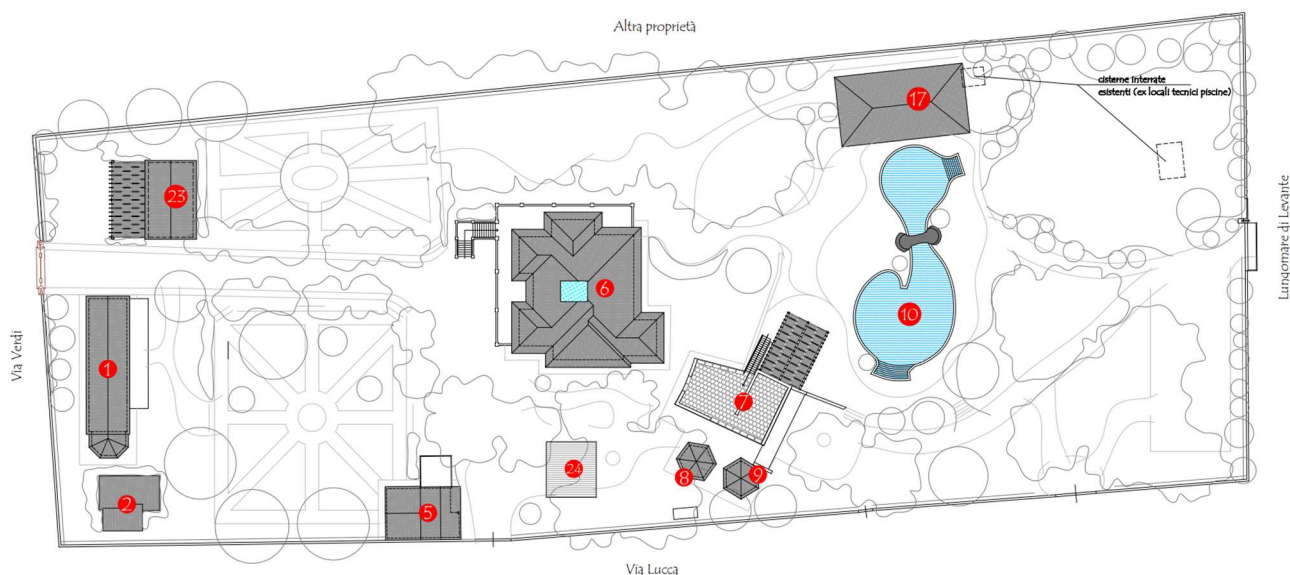 Altra proprietà
17
cisterne interrate
esistenti (ex locali tecnici piscine)
23
6
10
Lungomare di Levante
Via Verdi
1
7
24
8
9
2
5
Via Lucca